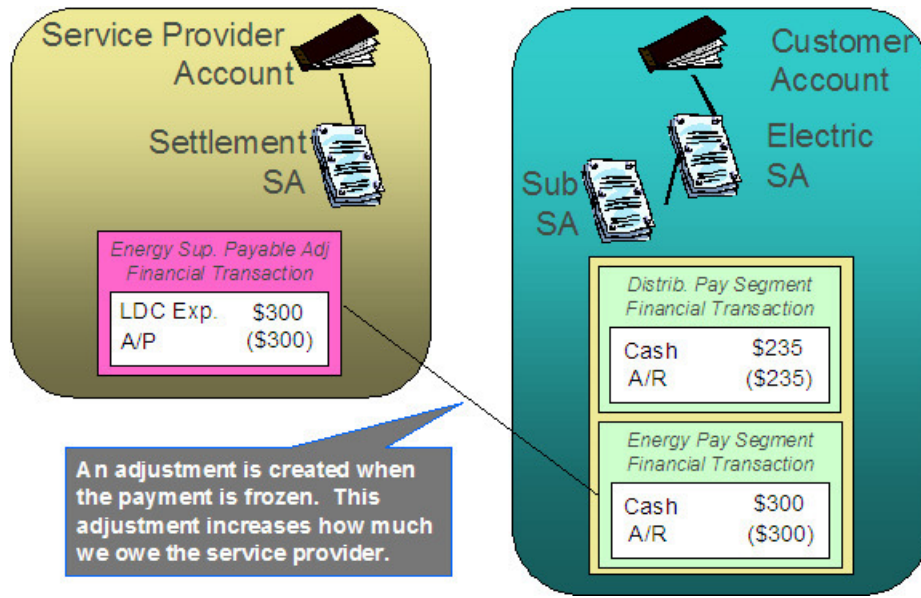 Service Provider
Account
Settlement
SA
Energy Sup. Payable Adj
Financial Transaction
LDC Exp. $300
A/P ($300)
An adjustment is created when
the payment is frozen. This
adjustment increases how much
we owe the service provider.
Customer
Account
Electric
SA
Sub
SA
Distrib. Pay Segment
Financial Transaction
Cash $235
A/R ($235)
Energy Pay Segment
Financial Transaction
Cash $300
A/R ($300)